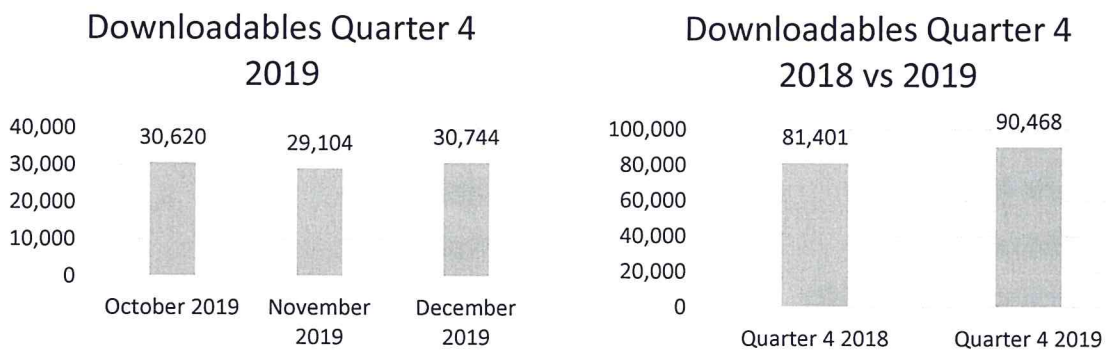 Downloadables Quarter 4
2019
40,000
30,000
20,000
10,000
0
30,620
29,104
30,744
October 2019
November
2019
December
2019
Downloadables Quarter 4
2018 vs 2019
100,000
80,000
60,000
40,000
20,000
0
81,401
90,468
Quarter 4 2018
Quarter 4 2019